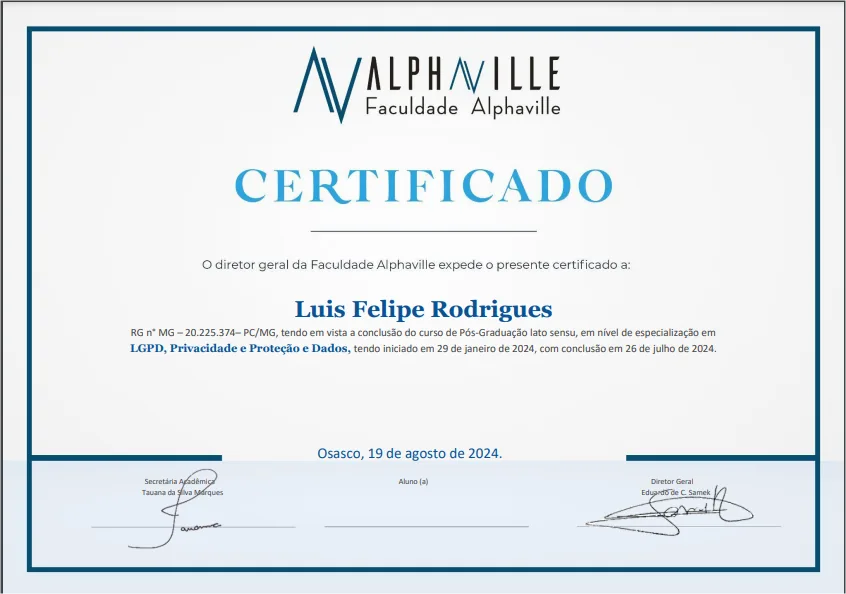 ALPHAVILLE
Faculdade Alphaville
CERTIFICADO
O diretor geral da Faculdade Alphaville expede o presente certificado a:
Luis Felipe Rodrigues
RG n° MG – 20.225.374– PC/MG, tendo em vista a conclusão do curso de Pós-Graduação lato sensu, em nível de especialização em
LGPD, Privacidade e Proteção e Dados, tendo iniciado em 29 de janeiro de 2024, com conclusão em 26 de julho de 2024.
Osasco, 19 de agosto de 2024.
Secretária Acadêmica
Tauana da Silva Marques
Aluno (a)
Diretor Geral
Eduardo de C. Samek